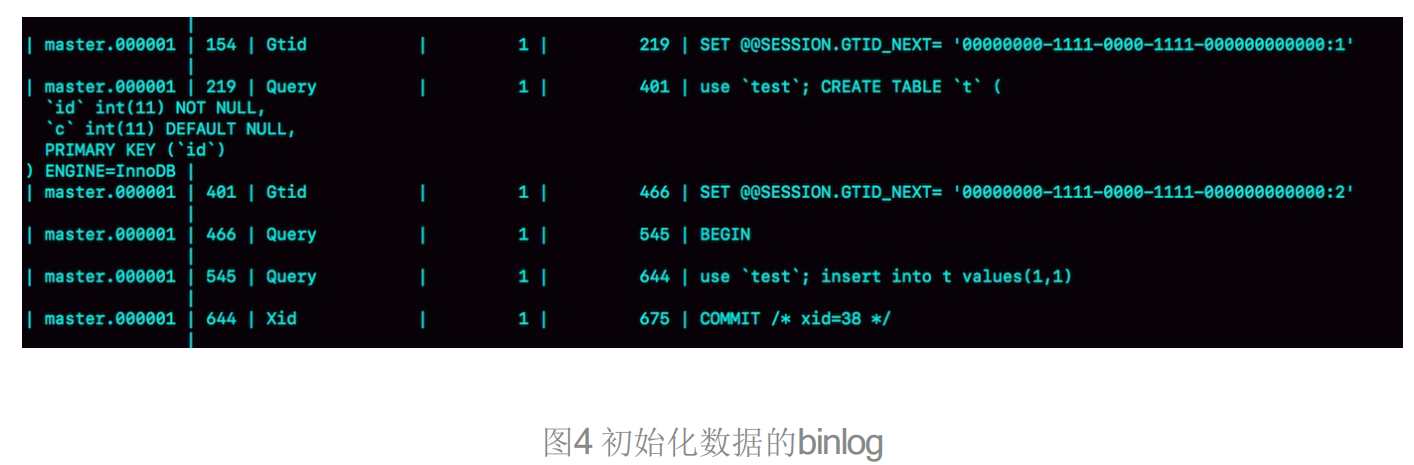 |
| master.000001 | 154 | Gtid | 1 | 219 | SET @@SESSION.GTID_NEXT= '00000000-1111-0000-1111-000000000000:1'
|
| master.000001 | 219 | Query | 1 | 401 | use `test`; CREATE TABLE `t` (
`id` int(11) NOT NULL,
`c` int(11) DEFAULT NULL,
PRIMARY KEY (`id`)
) ENGINE=InnoDB |
| master.000001 | 401 | Gtid | 1 | 466 | SET @@SESSION.GTID_NEXT= '00000000-1111-0000-1111-000000000000:2'
|
| master.000001 | 466 | Query | 1 | 545 | BEGIN
|
| master.000001 | 545 | Query | 1 | 644 | use `test`; insert into t values(1,1)
|
| master.000001 | 644 | Xid | 1 | 675 | COMMIT /* xid=38 */
|
图4 初始化数据的binlog